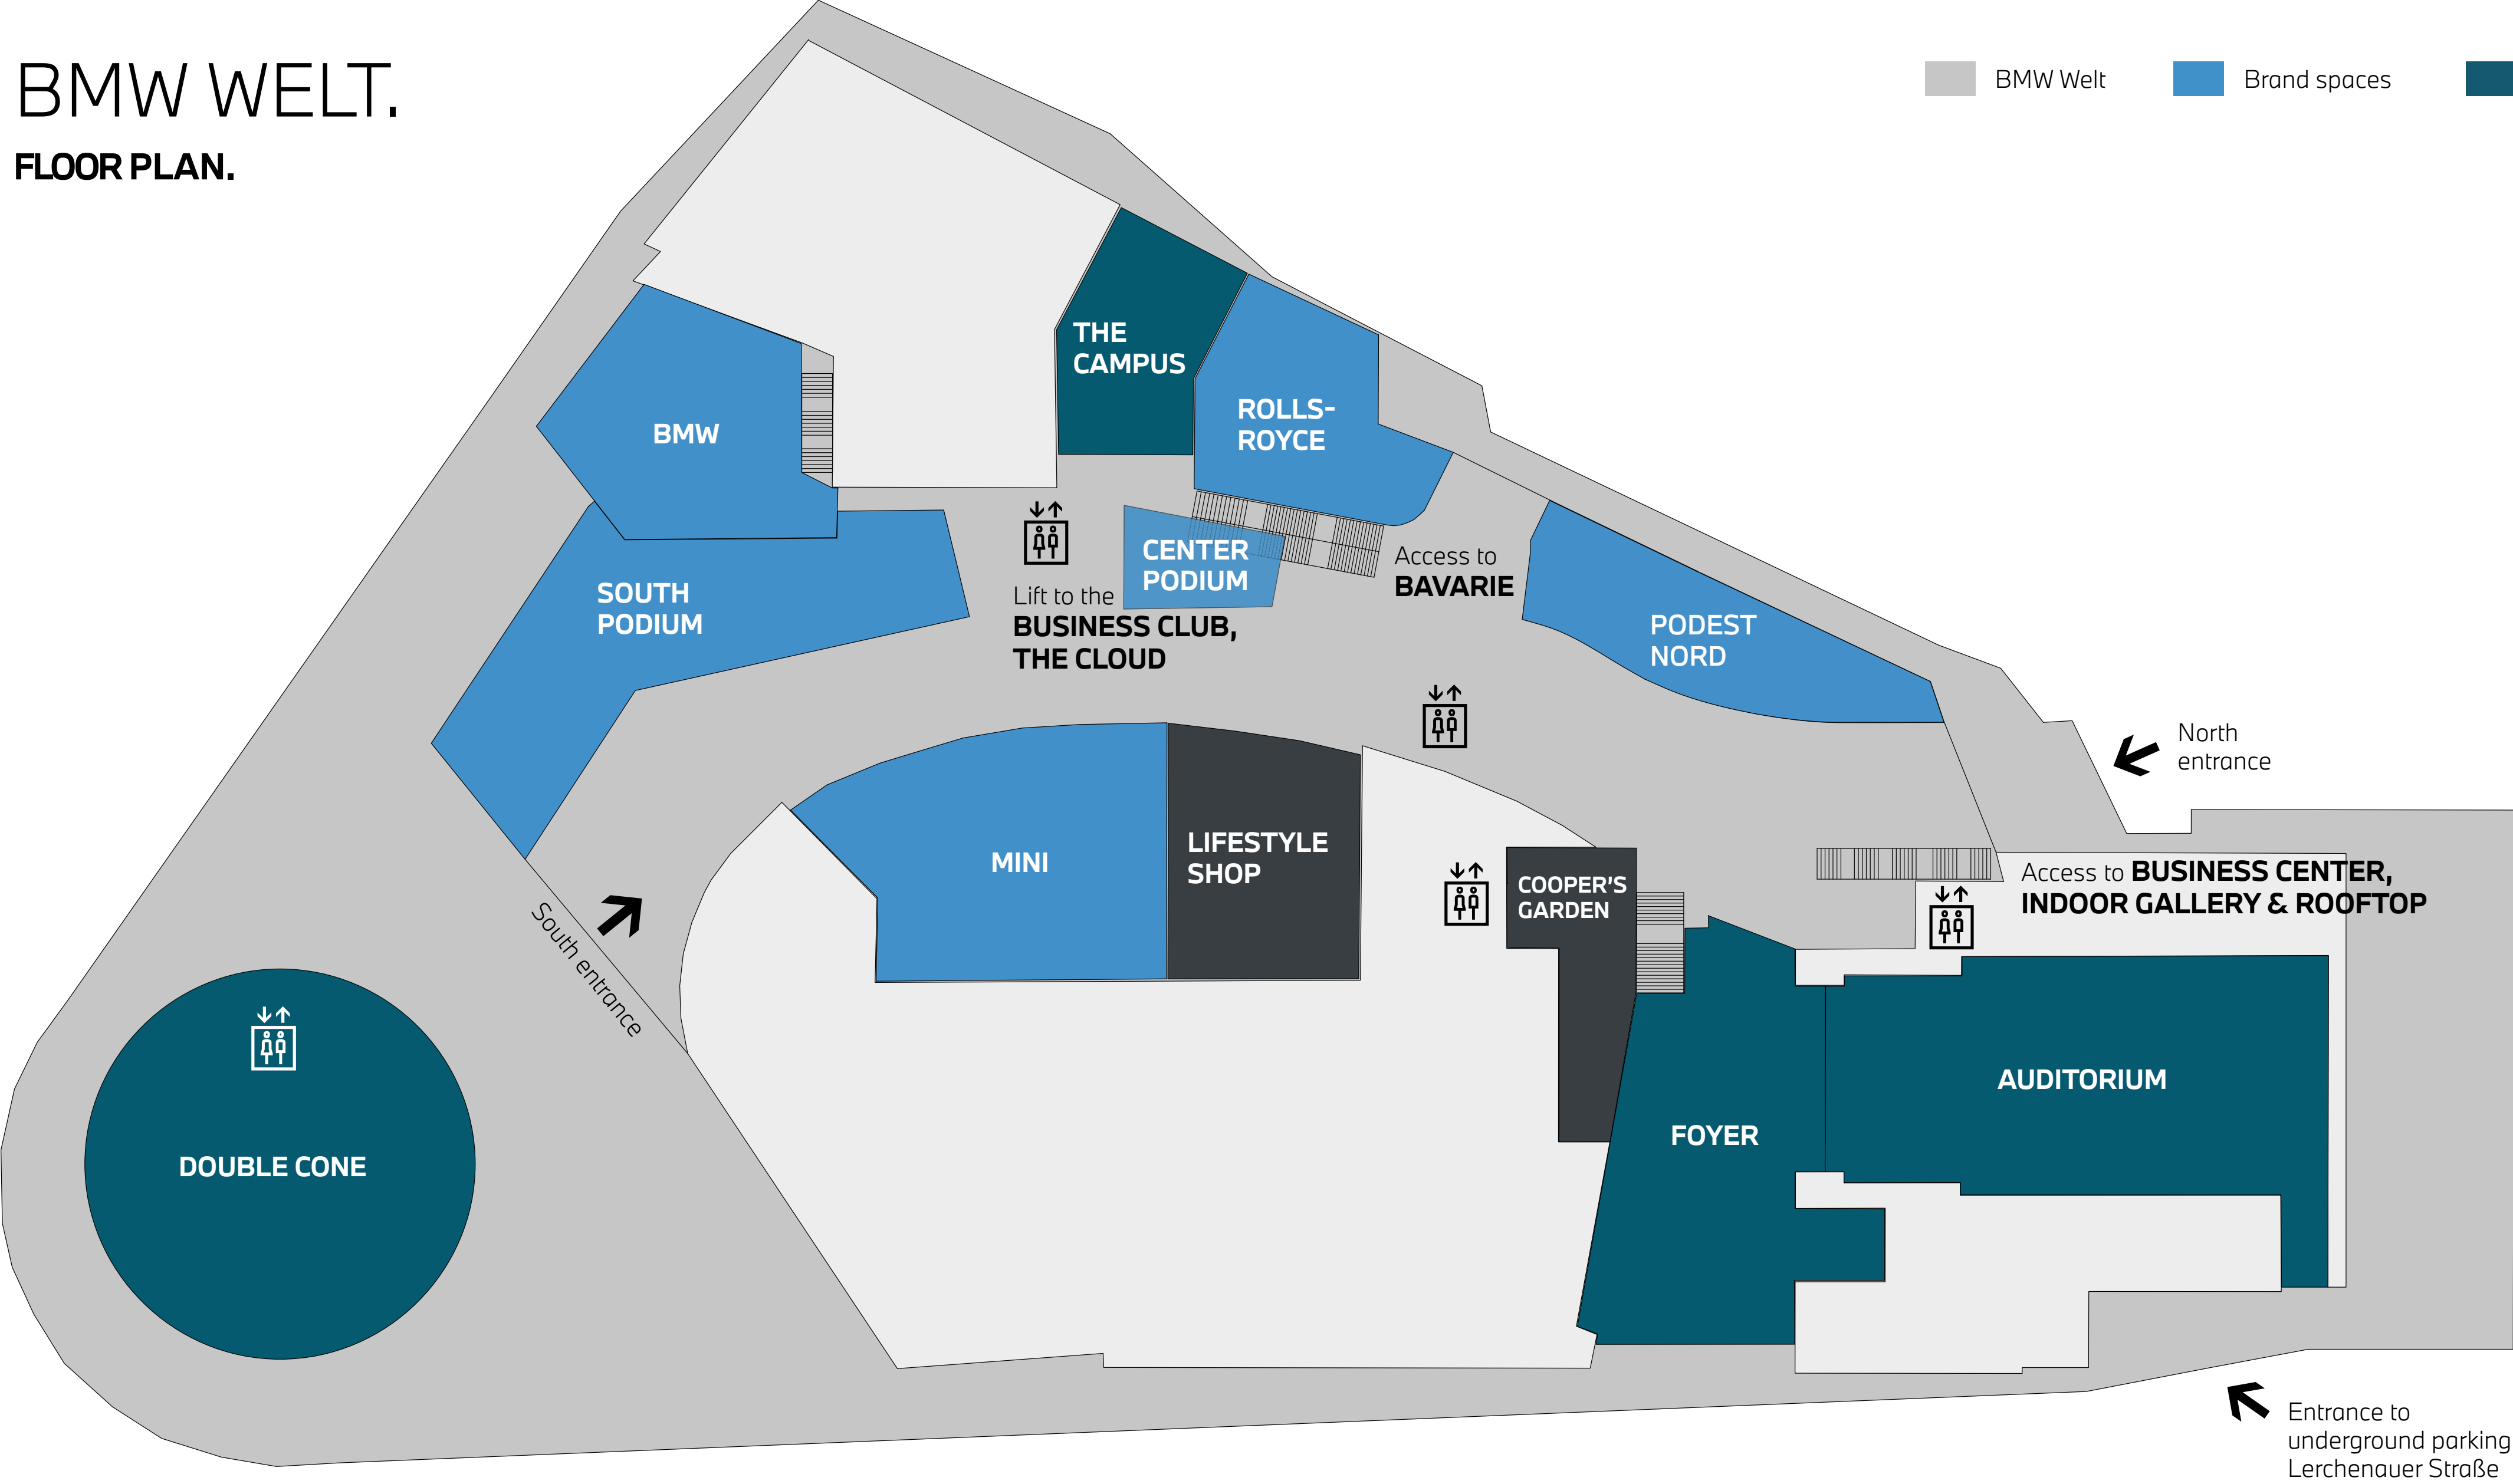 BMW WELT.
FLOOR PLAN.
BMW Welt
Brand spaces
THE
CAMPUS
ROLLS-
ROYCE
BMW
SOUTH
PODIUM
CENTER
PODIUM
Lift to the
BUSINESS CLUB,
THE CLOUD
Access to
BAVARIE
PODEST
NORD
North
entrance
MINI
LIFESTYLE
SHOP
COOPER'S
GARDEN
Access to BUSINESS CENTER,
INDOOR GALLERY & ROOFTOP
South entrance
DOUBLE CONE
FOYER
AUDITORIUM
Entrance to
underground parking
Lerchenauer Straße